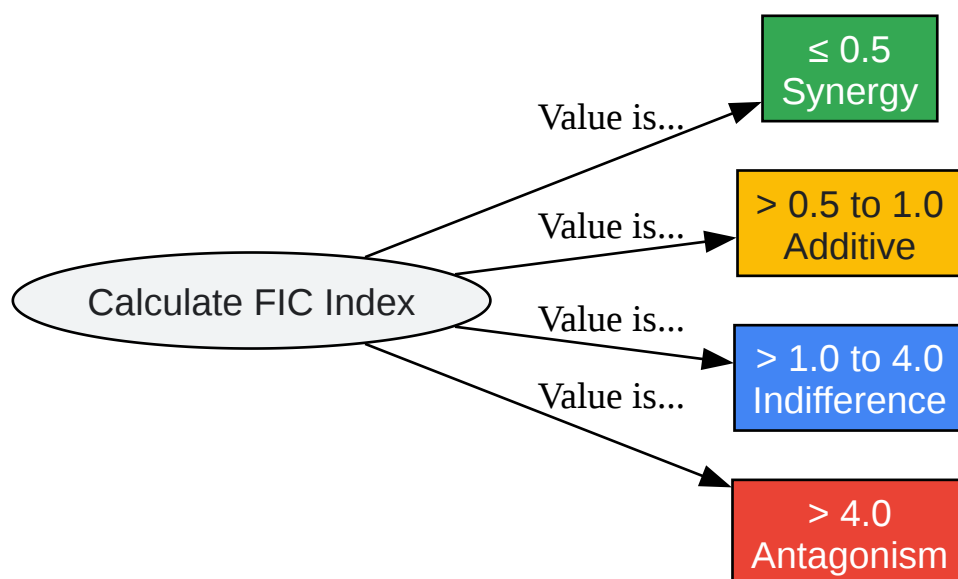 ≤ 0.5
Synergy
Value is...
> 0.5 to 1.0
Additive
Value is...
Calculate FIC Index
Value is...
> 1.0 to 4.0
Indifference
Value is...
> 4.0
Antagonism